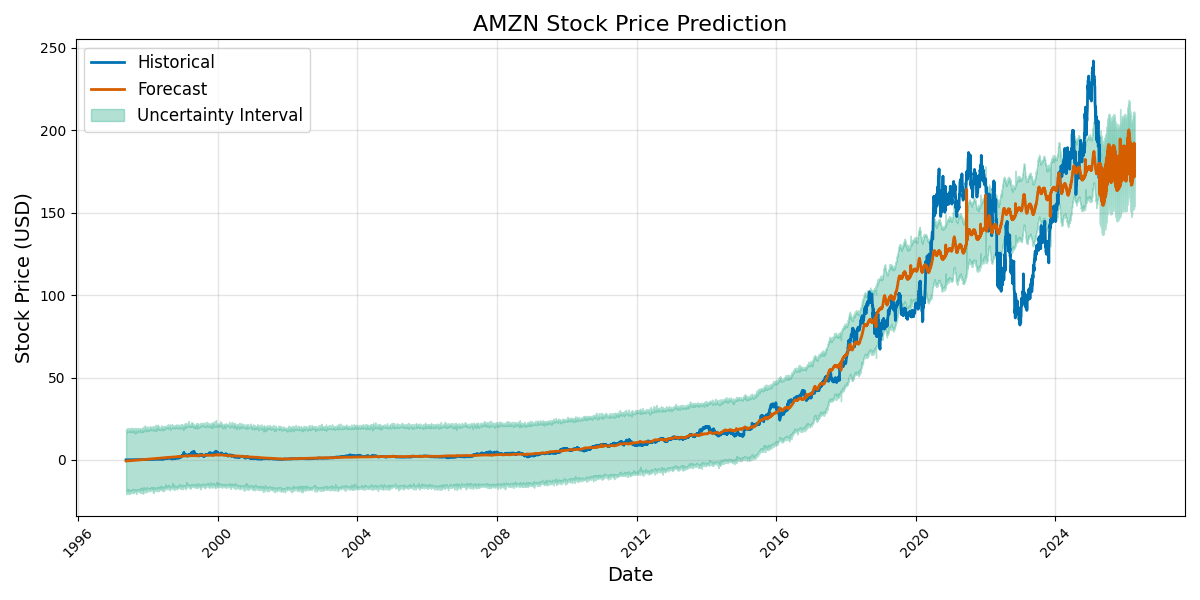 AMZN Stock Price Prediction
Historical
Forecast
Uncertainty Interval
Stock Price (USD)
250
200
150
100
50
0
1996
2000
2004
2008
2012
2016
2020
2024
Date